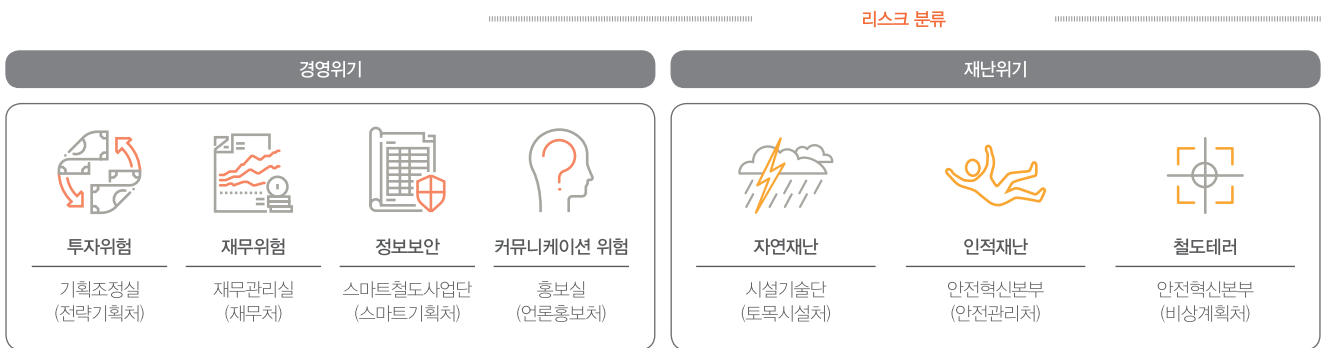 리스크 분류
경영위기
투자위험
기획조정실
(전략기획처)
재무위험
재무관리실
(재무처)
정보보안
스마트철도사업단
(스마트기획처)
커뮤니케이션 위험
홍보실
(언론홍보처)
재난위기
자연재난
시설기술단
(토목시설처)
인적재난
안전혁신본부
(안전관리처)
철도테러
안전혁신본부
(비상계획처)